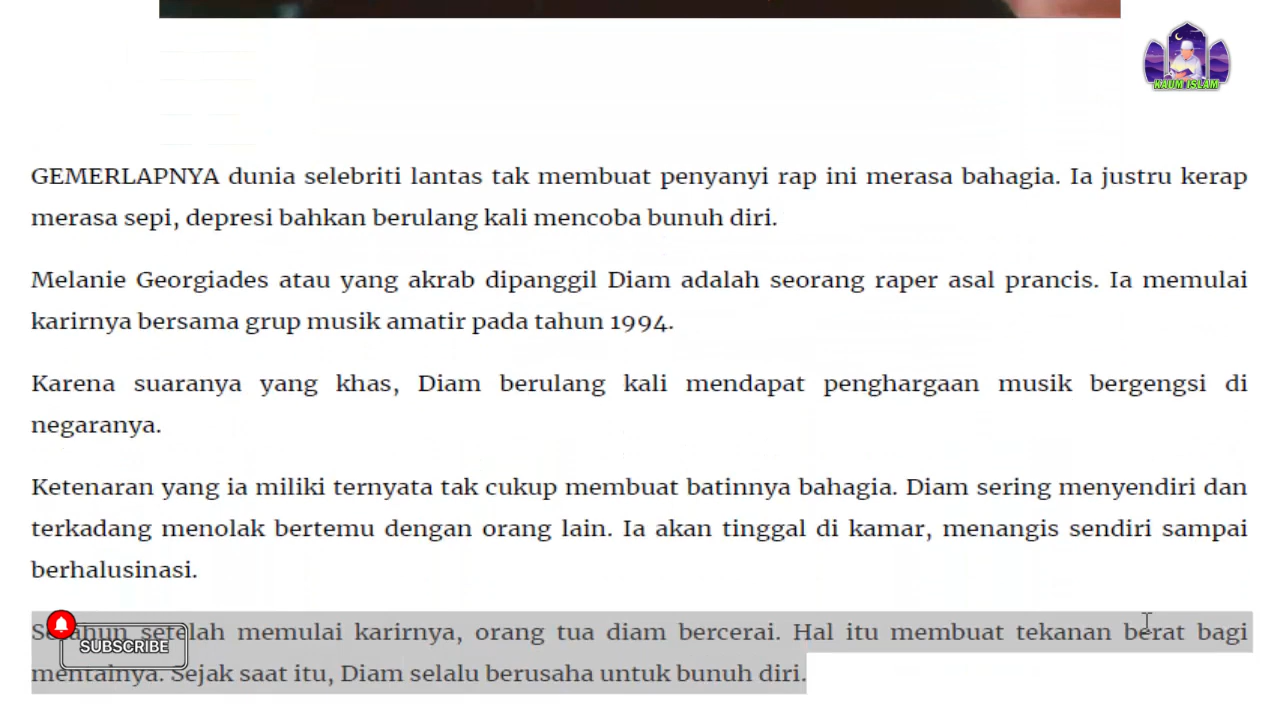 KAUM ISLAM
GEMERLAPNYA dunia selebriti lantas tak membuat penyanyi rap ini merasa bahagia. Ia justru kerap
merasa sepi, depresi bahkan berulang kali mencoba bunuh diri.
Melanie Georgiades atau yang akrab dipanggil Diam adalah seorang raper asal prancis. Ia memulai
karirnya bersama grup musik amatir pada tahun 1994.
Karena suaranya yang khas, Diam berulang kali mendapat penghargaan musik bergengsi di
negaranya.
Ketenaran yang ia miliki ternyata tak cukup membuat batinnya bahagia. Diam sering menyendiri dan
terkadang menolak bertemu dengan orang lain. Ia akan tinggal di kamar, menangis sendiri sampai
berhalusinasi.
Setahun setelah memulai karirnya, orang tua diam bercerai. Hal itu membuat tekanan berat bagi
SUBSCRIBE
mentalnya. Sejak saat itu, Diam selalu berusaha untuk bunuh diri.